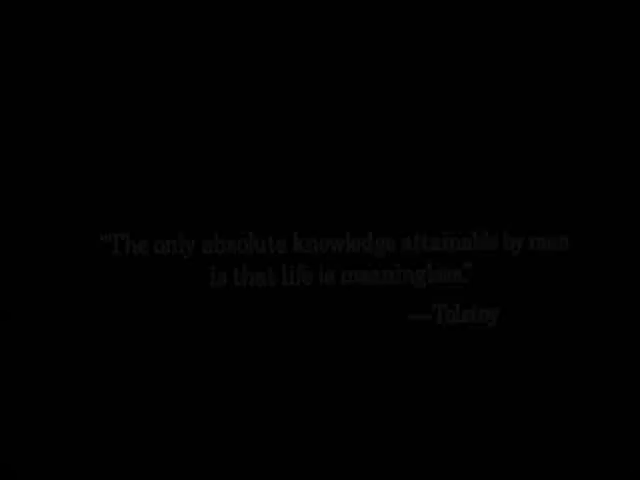 "The only absolute knowledge attainable by man
is that life is meaningless."
—Tolstoy